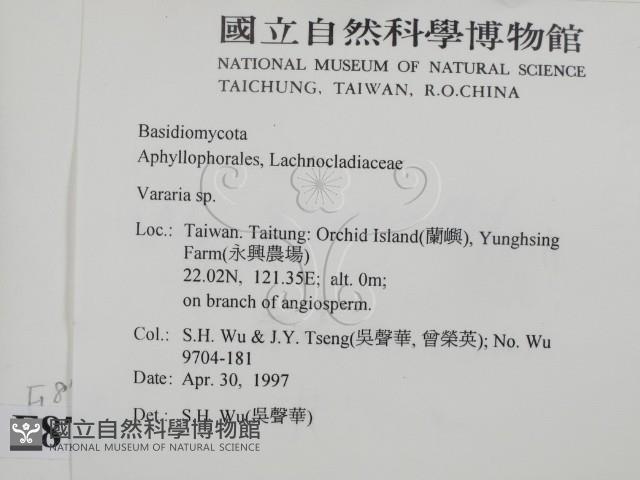 國立自然科學博物館
NATIONAL MUSEUM OF NATURAL SCIENCE
TAICHUNG, TAIWAN, R.O.CHINA
Basidiomycota
Aphyllophorales, Lachnocladiaceae
Vararia sp.
Loc.: Taiwan. Taitung: Orchid Island(蘭嶼), Yunghsing
Farm(永興農場)
22.02N, 121.35E; alt. 0m;
on branch of angiosperm.
Col.: S.H. Wu & J.Y. Tseng(吳聲華, 曾榮英); No. Wu
9704-181
Date: Apr. 30, 1997
Det.: S.H. Wu(吳聲華)
國立自然科學博物館
NATIONAL MUSEUM OF NATURAL SCIENCE